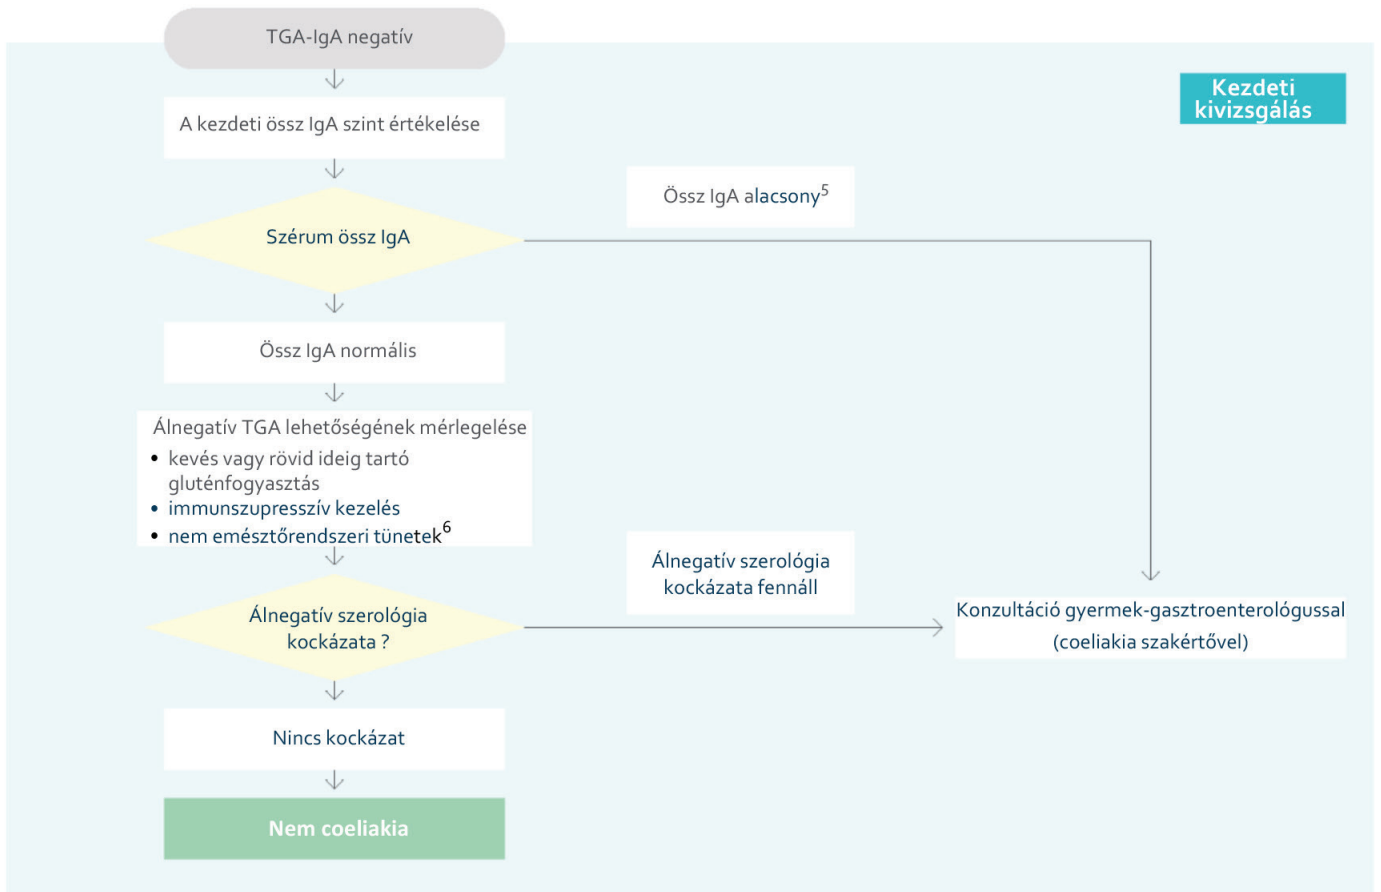 TGA-IgA negatív
Kezdeti
kivizsgálás
A kezdeti össz IgA szint értékelése
Össz IgA alacsony⁵
Szérum össz IgA
Össz IgA normális
Álnegatív TGA lehetőségének mérlegelése
• kevés vagy rövid ideig tartó
gluténfogyasztás
• immunszupresszív kezelés
• nem emésztőrendszeri tünetek⁶
Álnegatív szerológia
kockázata fennáll
Álnegatív szerológia
kockázata ?
Konzultáció gyermek-gasztroenterológussal
(coeliakia szakértővel)
Nincs kockázat
Nem coeliakia